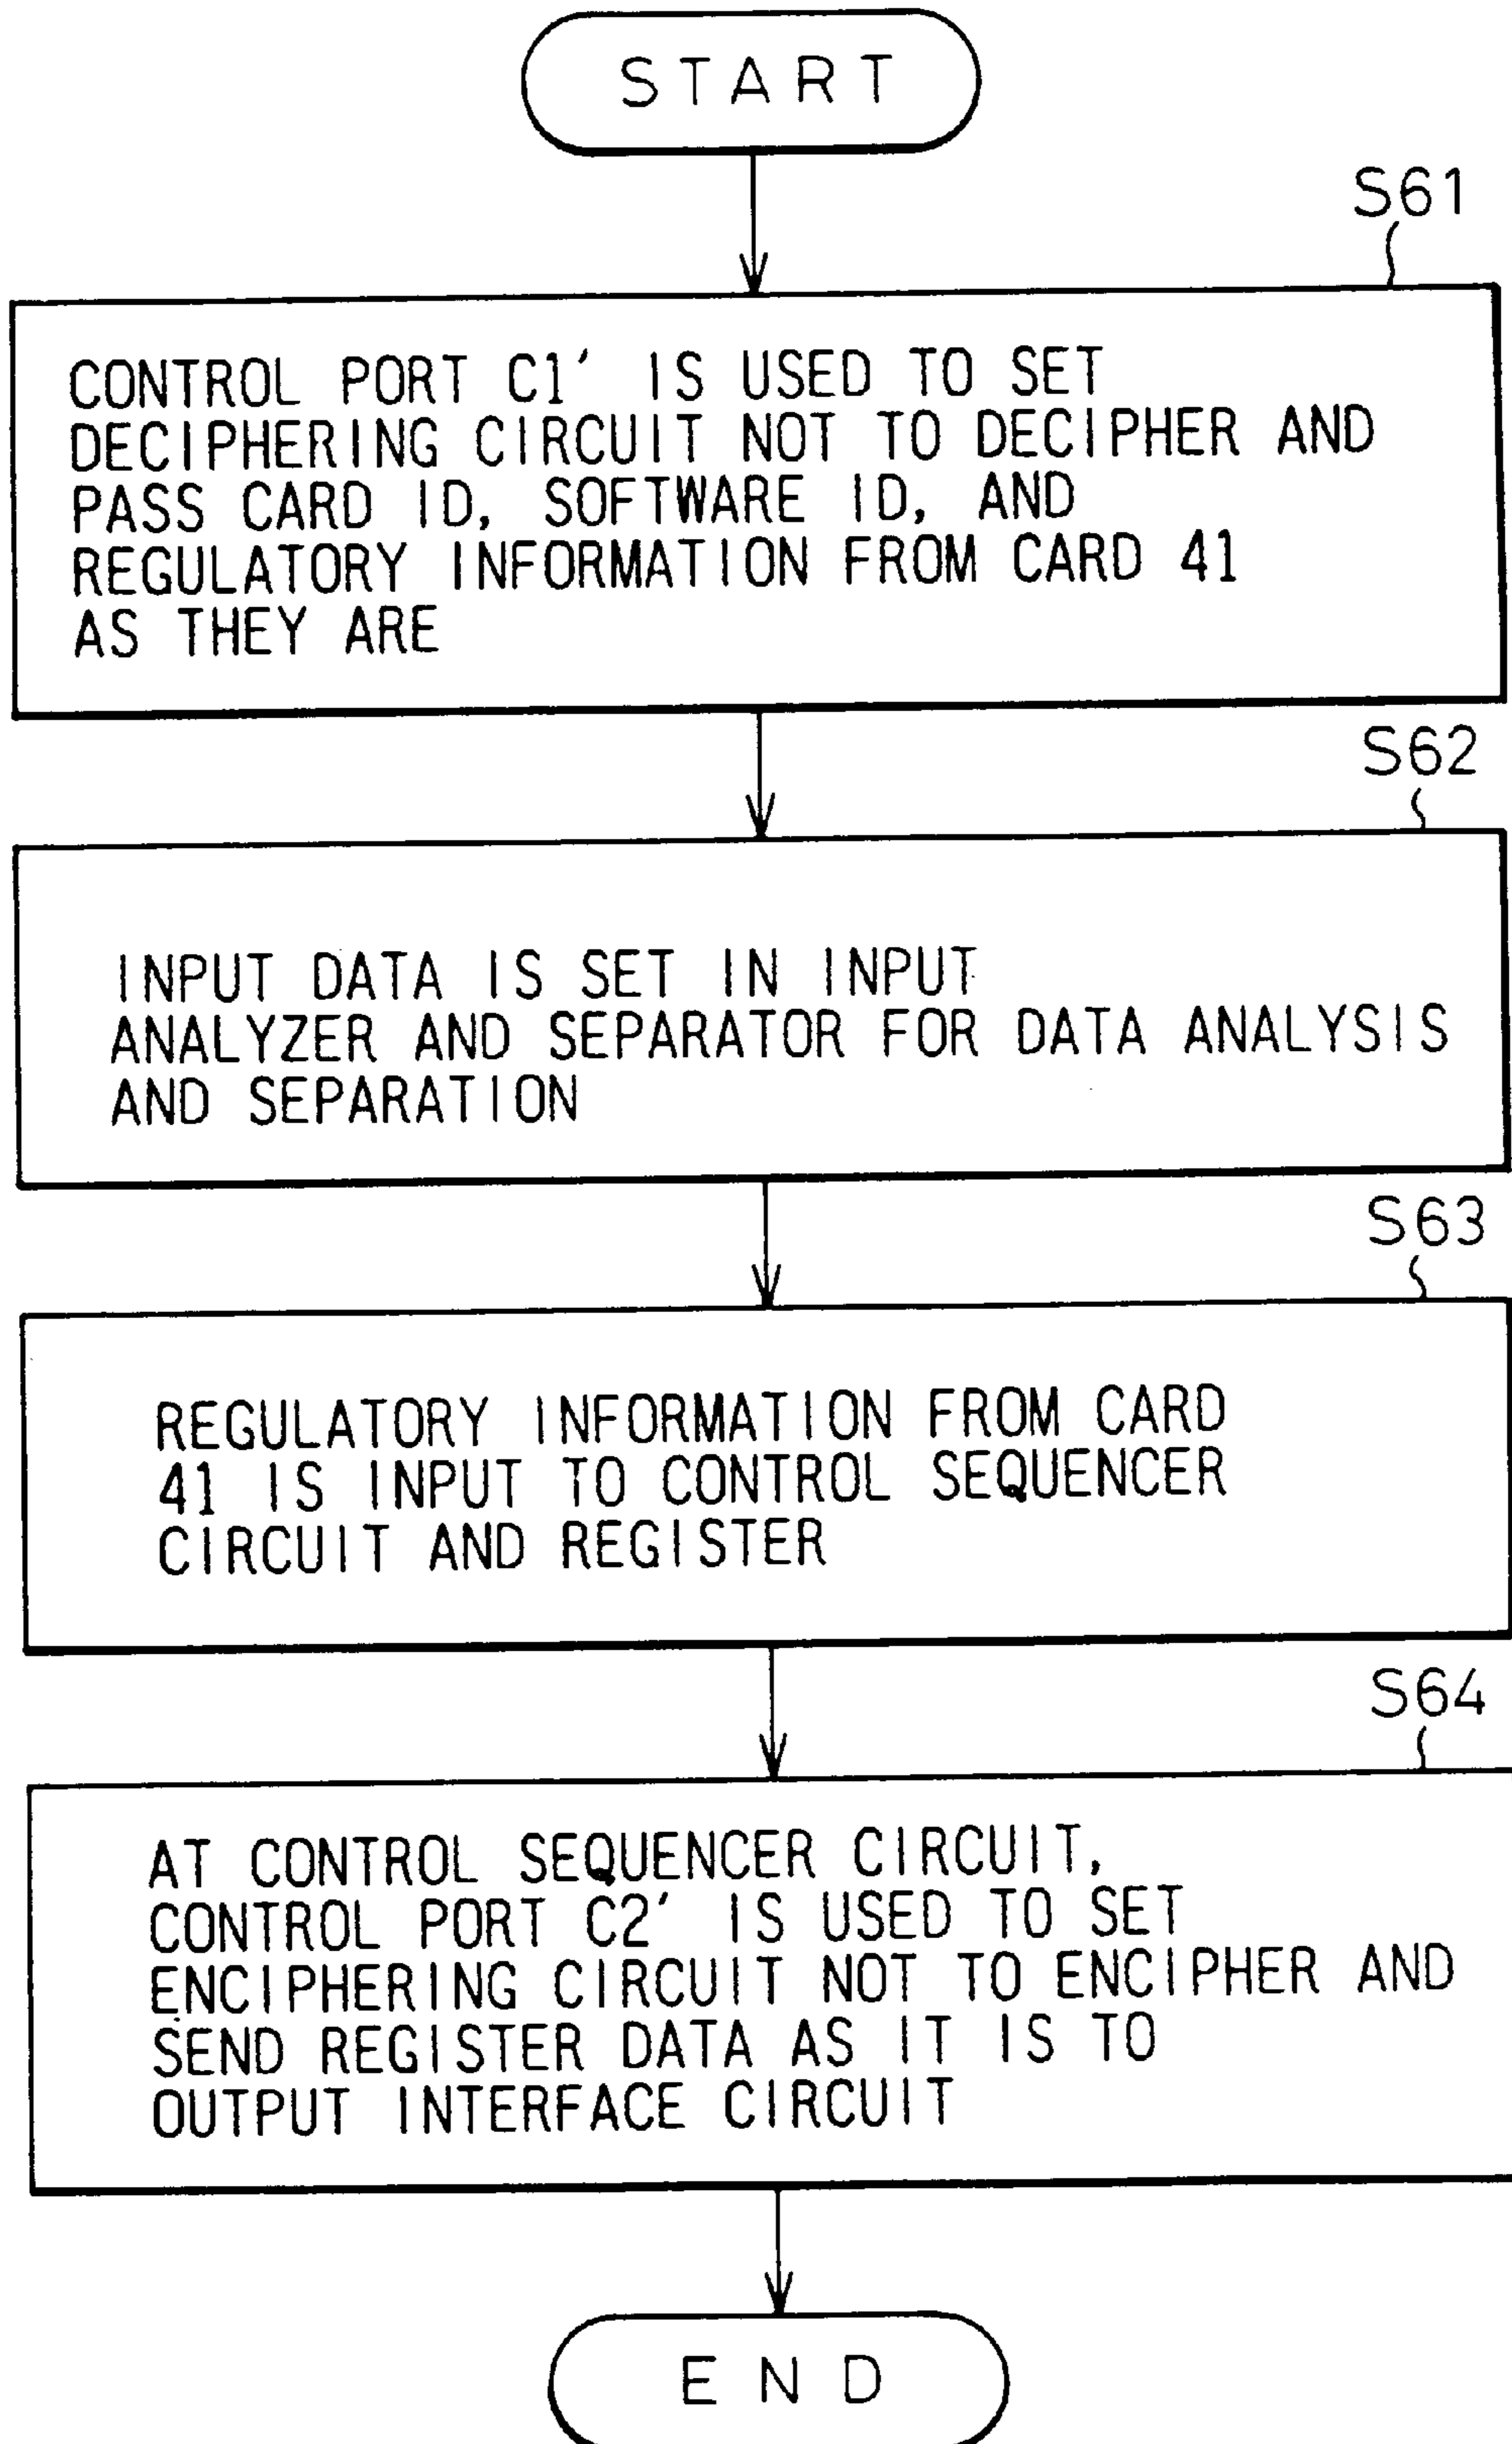 START
S61
CONTROL PORT C1' IS USED TO SET
DECIPHERING CIRCUIT NOT TO DECIPHER AND
PASS CARD ID, SOFTWARE ID, AND
REGULATORY INFORMATION FROM CARD 41
AS THEY ARE
S62
INPUT DATA IS SET IN INPUT
ANALYZER AND SEPARATOR FOR DATA ANALYSIS
AND SEPARATION
S63
REGULATORY INFORMATION FROM CARD
41 IS INPUT TO CONTROL SEQUENCER
CIRCUIT AND REGISTER
S64
AT CONTROL SEQUENCER CIRCUIT,
CONTROL PORT C2' IS USED TO SET
ENCIPHERING CIRCUIT NOT TO ENCIPHER AND
SEND REGISTER DATA AS IT IS TO
OUTPUT INTERFACE CIRCUIT
END